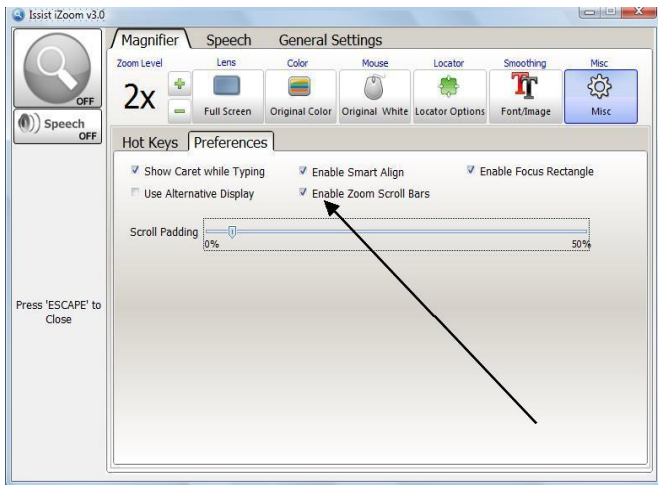 Issist iZoom v3.0
Magnifier Speech General Settings
Zoom Level Lens Color Mouse Locator Smoothing Misc
2x
OFF
Full Screen Original Color Original White Locator Options Font/Image Misc
Speech
OFF
Hot Keys Preferences
Show Caret while Typing Enable Smart Align Enable Focus Rectangle
Use Alternative Display Enable Zoom Scroll Bars
Scroll Padding
0% 50%
Press 'ESCAPE' to
Close